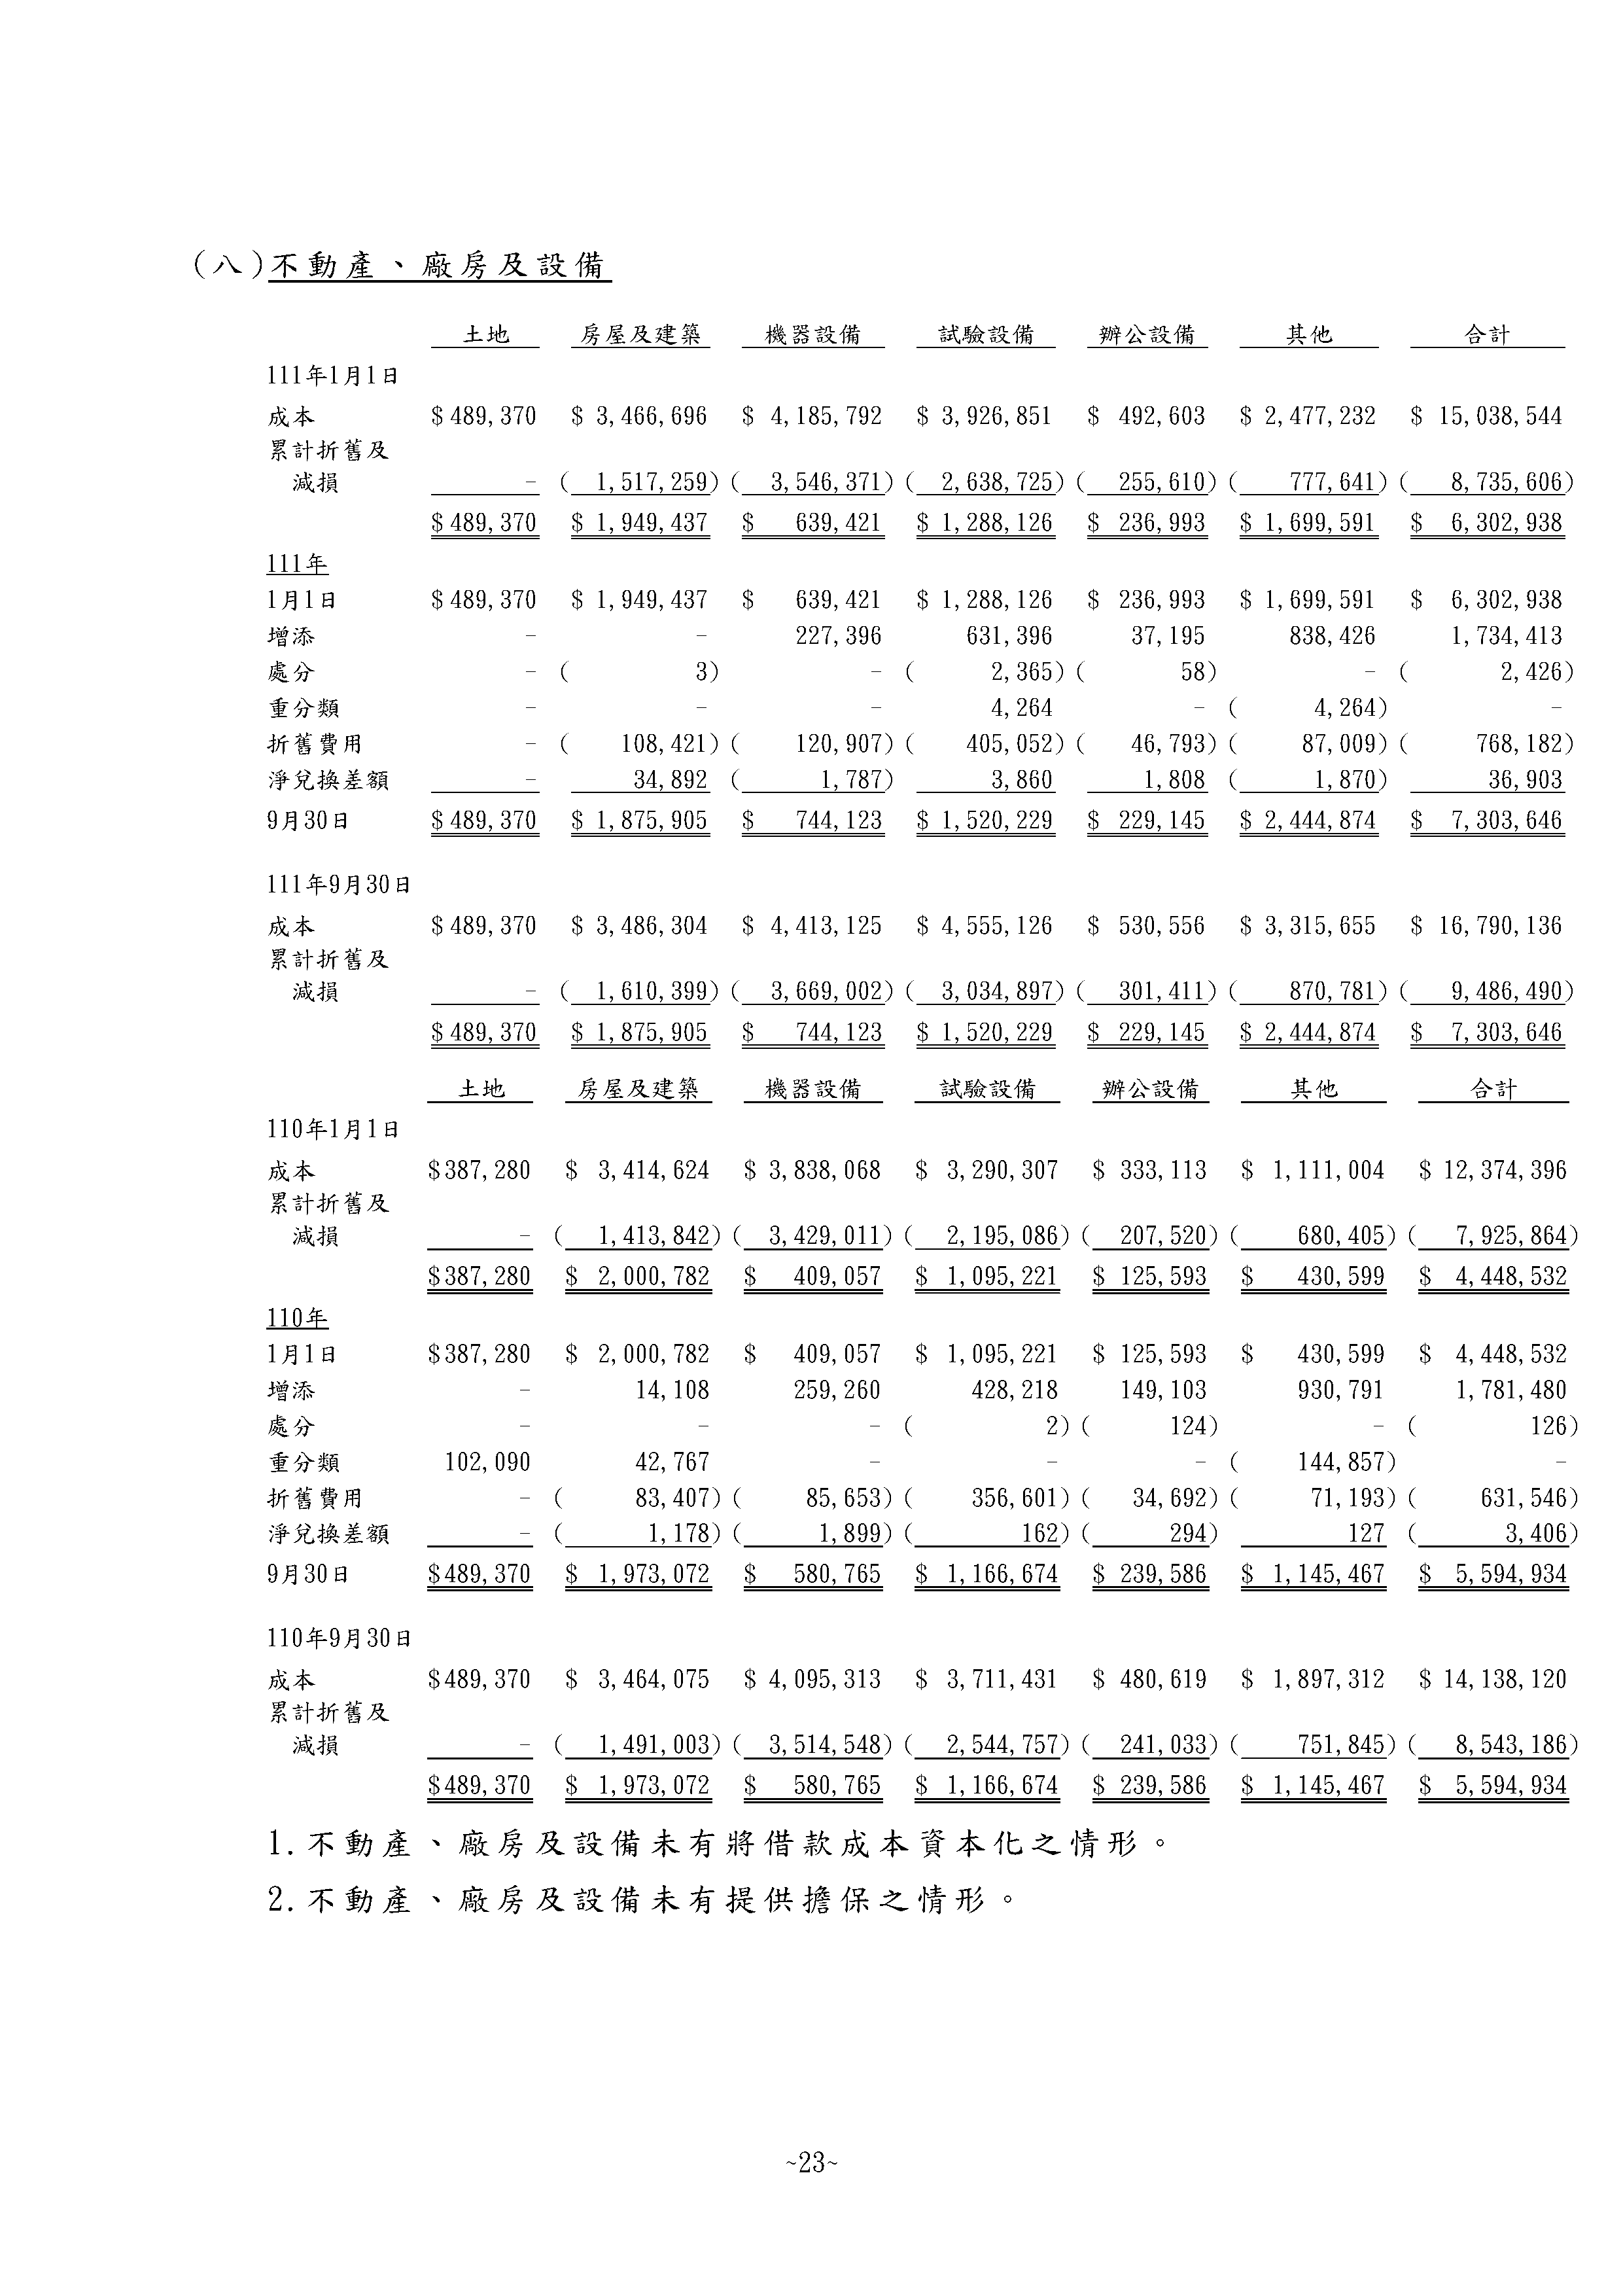 (八)不動產、廠房及設備
土地 房屋及建築 機器設備 試驗設備 辦公設備 其他 合計
111年1月1日
成本 $489,370 $ 3,466,696 $ 4,185,792 $ 3,926,851 $ 492,603 $ 2,477,232 $ 15,038,544
累計折舊及
減損 - ( 1,517,259) ( 3,546,371) ( 2,638,725) ( 255,610) ( 777,641) ( 8,735,606)
$489,370 $ 1,949,437 $ 639,421 $ 1,288,126 $ 236,993 $ 1,699,591 $ 6,302,938
111年
1月1日 $489,370 $ 1,949,437 $ 639,421 $ 1,288,126 $ 236,993 $ 1,699,591 $ 6,302,938
增添 - - 227,396 631,396 37,195 838,426 1,734,413
處分 - ( 3) - ( 2,365) ( 58) - ( 2,426)
重分類 - - - 4,264 - ( 4,264) -
折舊費用 - ( 108,421) ( 120,907) ( 405,052) ( 46,793) ( 87,009) ( 768,182)
淨兌換差額 - 34,892 ( 1,787) 3,860 1,808 ( 1,870) 36,903
9月30日 $489,370 $ 1,875,905 $ 744,123 $ 1,520,229 $ 229,145 $ 2,444,874 $ 7,303,646
111年9月30日
成本 $489,370 $ 3,486,304 $ 4,413,125 $ 4,555,126 $ 530,556 $ 3,315,655 $ 16,790,136
累計折舊及
減損 - ( 1,610,399) ( 3,669,002) ( 3,034,897) ( 301,411) ( 870,781) ( 9,486,490)
$489,370 $ 1,875,905 $ 744,123 $ 1,520,229 $ 229,145 $ 2,444,874 $ 7,303,646
土地 房屋及建築 機器設備 試驗設備 辦公設備 其他 合計
110年1月1日
成本 $387,280 $ 3,414,624 $ 3,838,068 $ 3,290,307 $ 333,113 $ 1,111,004 $ 12,374,396
累計折舊及
減損 - ( 1,413,842) ( 3,429,011) ( 2,195,086) ( 207,520) ( 680,405) ( 7,925,864)
$387,280 $ 2,000,782 $ 409,057 $ 1,095,221 $ 125,593 $ 430,599 $ 4,448,532
110年
1月1日 $387,280 $ 2,000,782 $ 409,057 $ 1,095,221 $ 125,593 $ 430,599 $ 4,448,532
增添 - 14,108 259,260 428,218 149,103 930,791 1,781,480
處分 - - - ( 2) ( 124) - ( 126)
重分類 102,090 42,767 - - - ( 144,857) -
折舊費用 - ( 83,407) ( 85,653) ( 356,601) ( 34,692) ( 71,193) ( 631,546)
淨兌換差額 - ( 1,178) ( 1,899) ( 162) ( 294) 127 ( 3,406)
9月30日 $489,370 $ 1,973,072 $ 580,765 $ 1,166,674 $ 239,586 $ 1,145,467 $ 5,594,934
110年9月30日
成本 $489,370 $ 3,464,075 $ 4,095,313 $ 3,711,431 $ 480,619 $ 1,897,312 $ 14,138,120
累計折舊及
減損 - ( 1,491,003) ( 3,514,548) ( 2,544,757) ( 241,033) ( 751,845) ( 8,543,186)
$489,370 $ 1,973,072 $ 580,765 $ 1,166,674 $ 239,586 $ 1,145,467 $ 5,594,934
1.不動產、廠房及設備未有將借款成本資本化之情形。
2.不動產、廠房及設備未有提供擔保之情形。
~23~